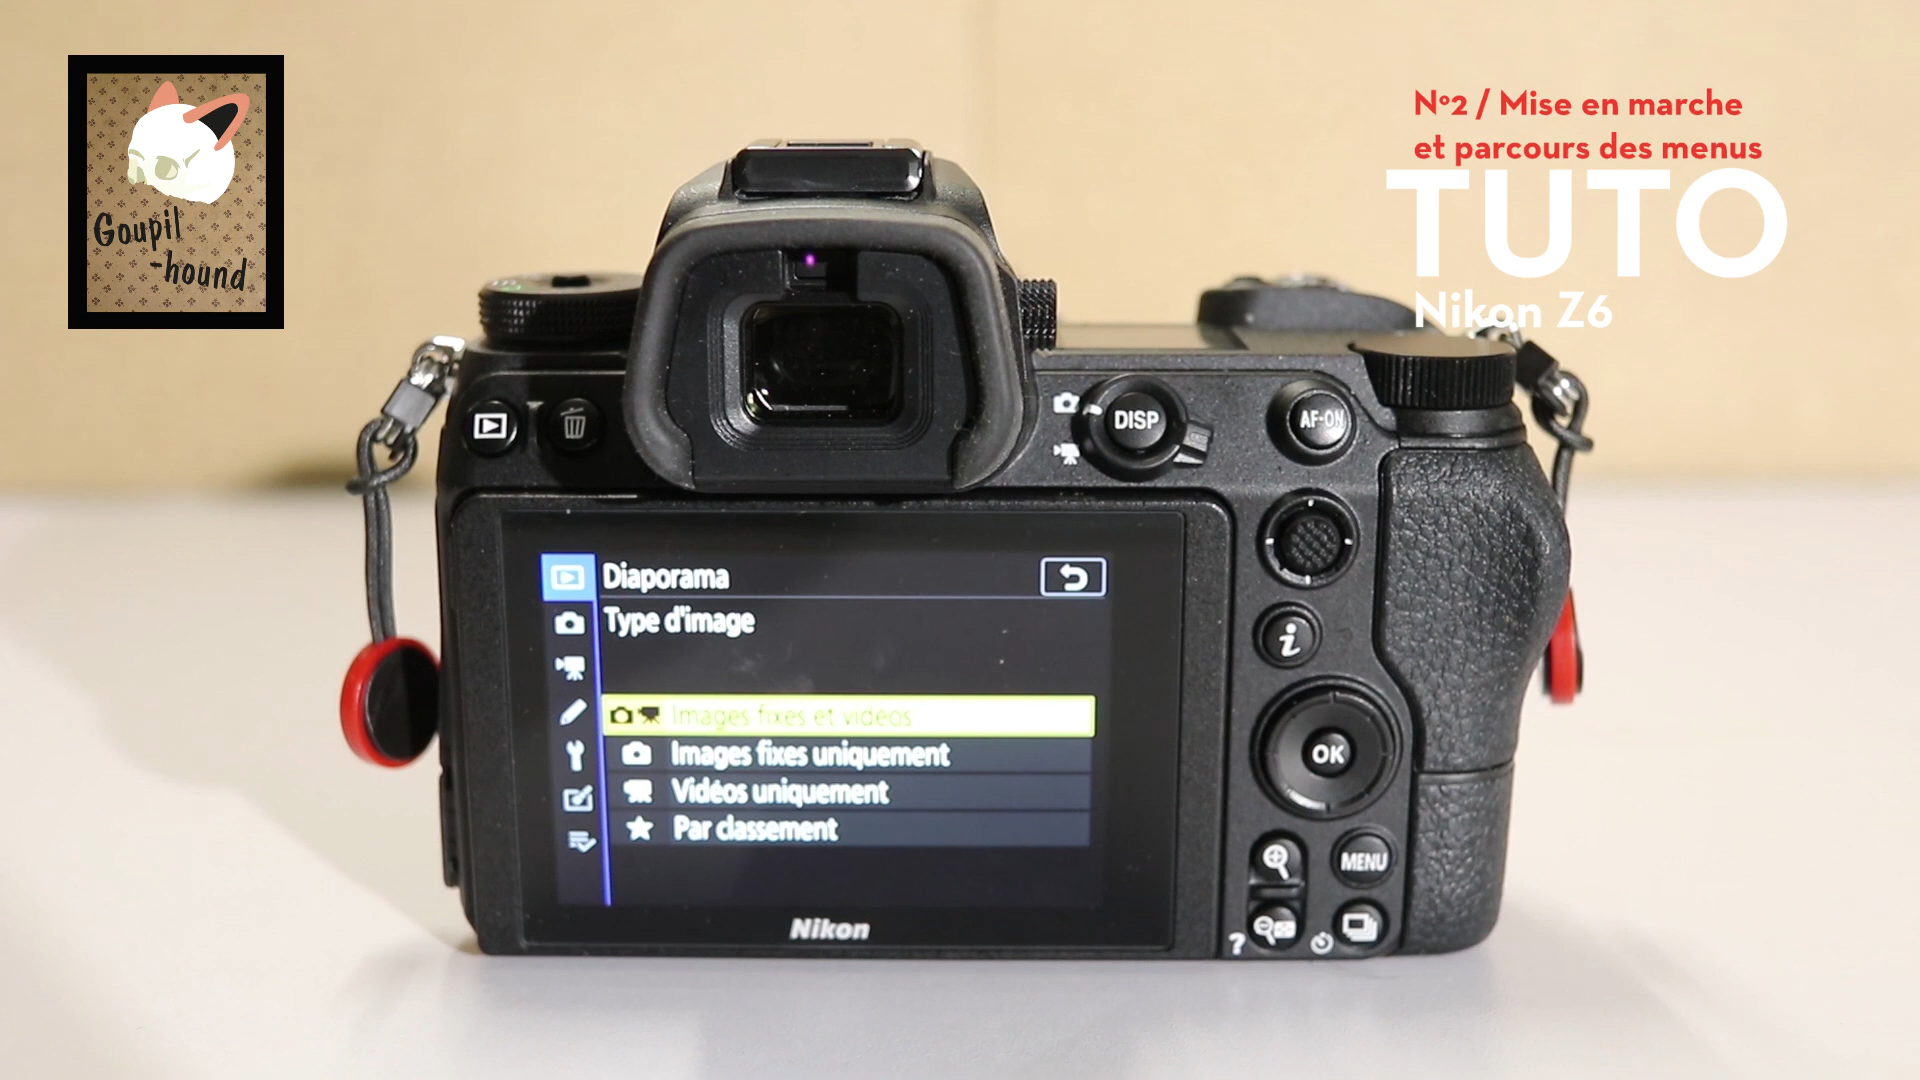 Goupil
-hound
N°2 / Mise en marche
et parcours des menus
TUTO
Nikon Z6
DISP
AF-ON
Diaporama
Type d'image
Images fixes et vidéos
Images fixes uniquement
Vidéos uniquement
Par classement
i
OK
MENU
?
Nikon